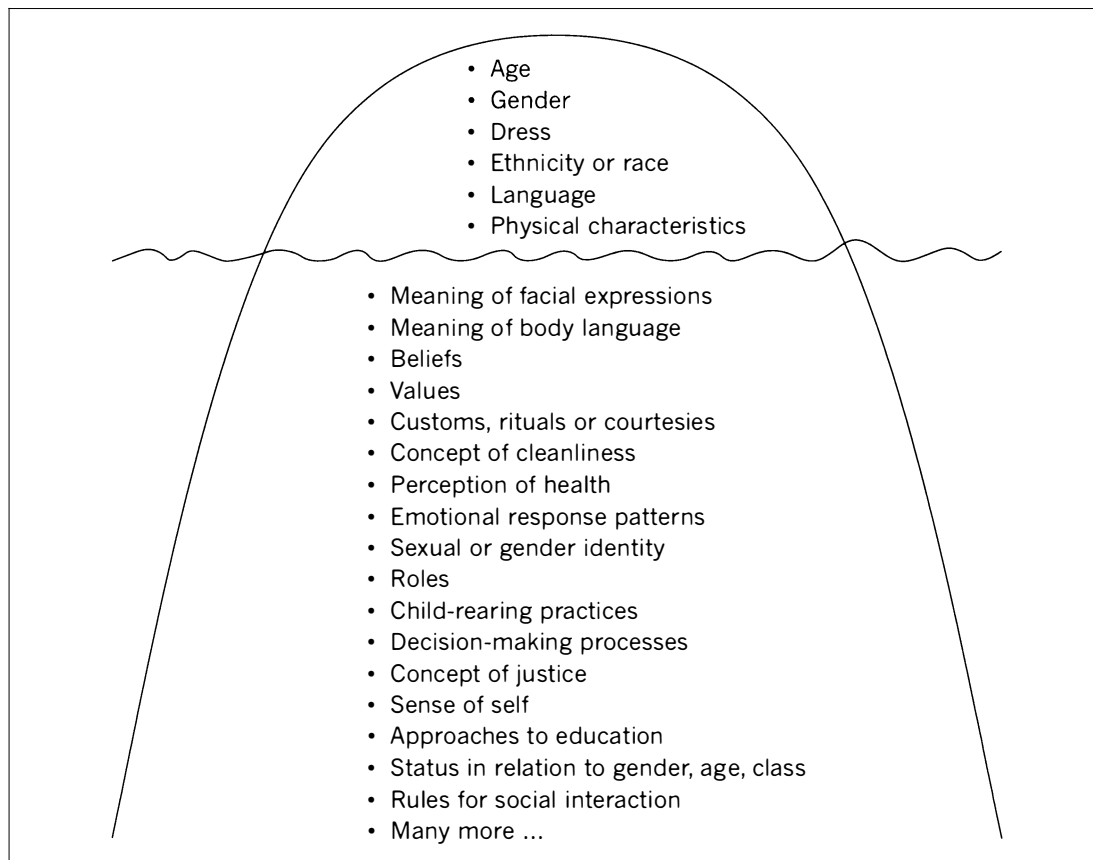 • Age
• Gender
• Dress
• Ethnicity or race
• Language
• Physical characteristics
• Meaning of facial expressions
• Meaning of body language
• Beliefs
• Values
• Customs, rituals or courtesies
• Concept of cleanliness
• Perception of health
• Emotional response patterns
• Sexual or gender identity
• Roles
• Child-rearing practices
• Decision-making processes
• Concept of justice
• Sense of self
• Approaches to education
• Status in relation to gender, age, class
• Rules for social interaction
• Many more ...